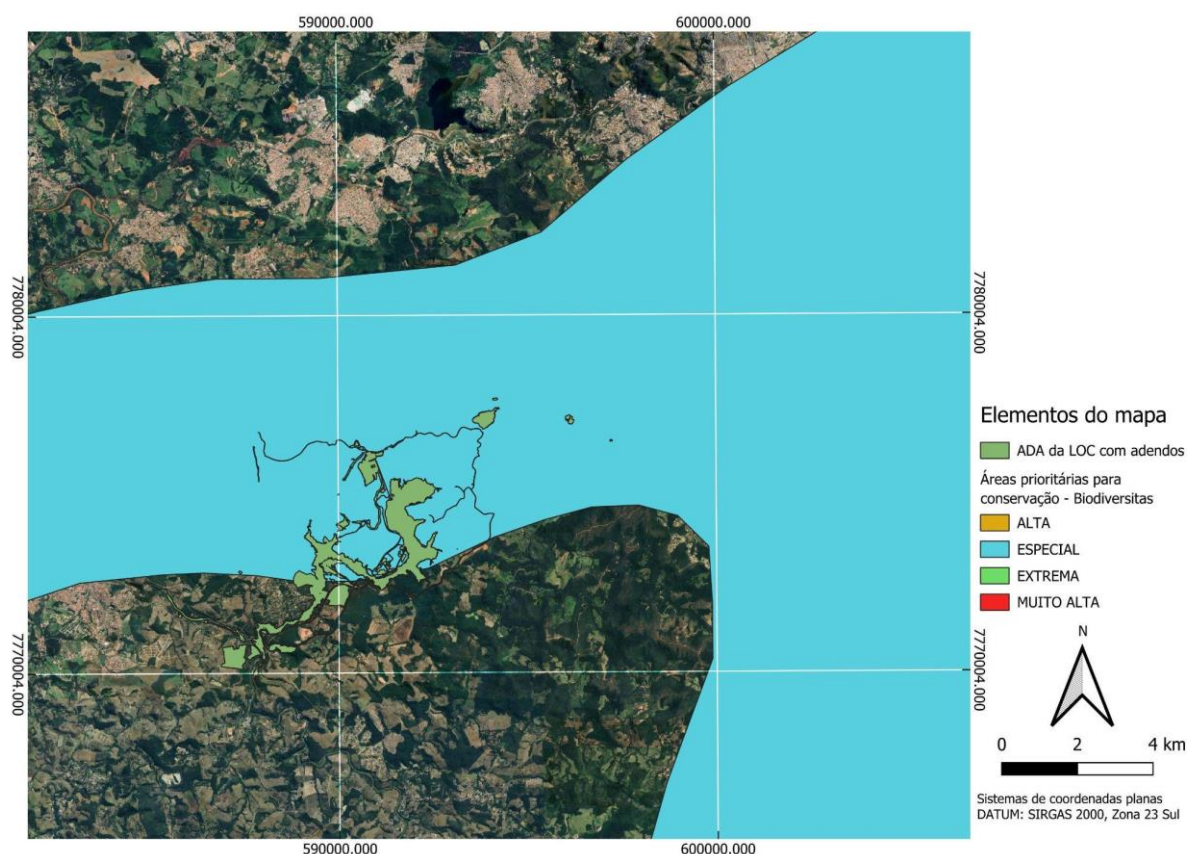 590000.000
600000.000
7780004.000
7780004.000
Elementos do mapa
ADA da LOC com adendos
Áreas prioritárias para
conservação - Biodiversitas
ALTA
ESPECIAL
EXTREMA
MUITO ALTA
7770004.000
7770004.000
N
0 2 4 km
Sistemas de coordenadas planas
DATUM: SIRGAS 2000, Zona 23 Sul
590000.000
600000.000